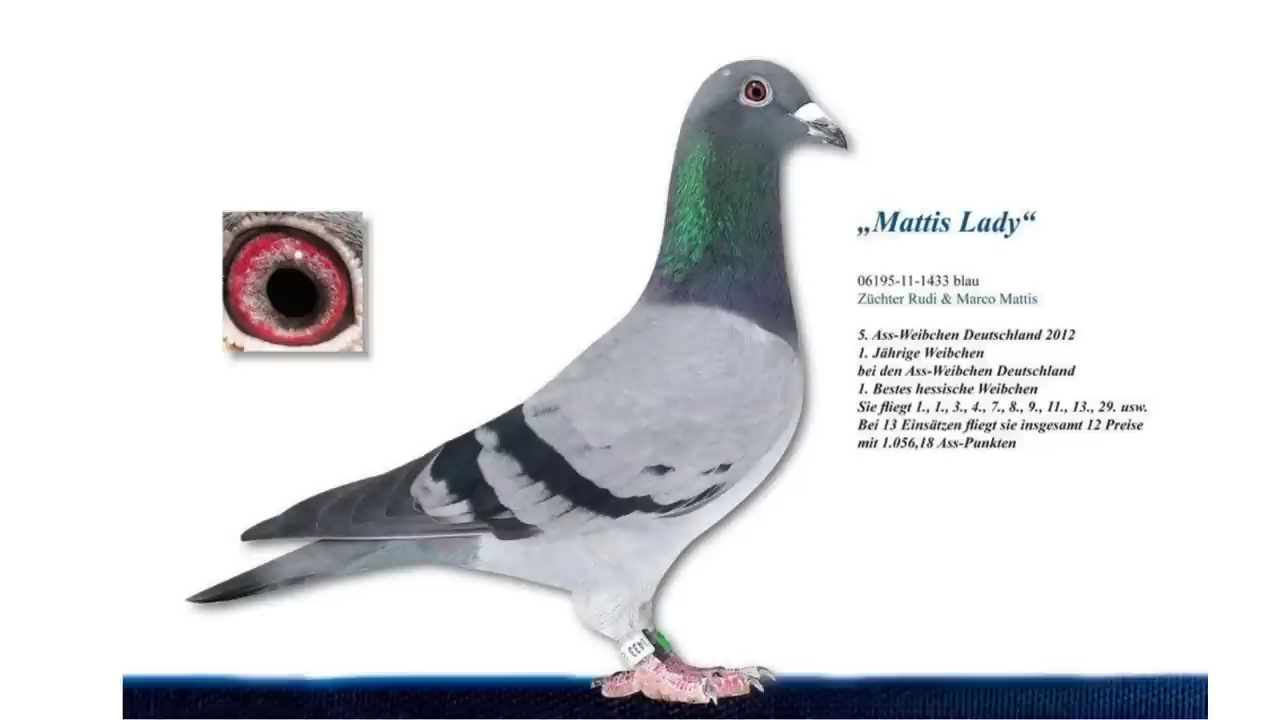 „Mattis Lady“
06195-11-1433 blau
Züchter Rudi & Marco Mattis
5. Ass-Weibchen Deutschland 2012
1. Jährige Weibchen
bei den Ass-Weibchen Deutschland
1. Bestes hessische Weibchen
Sie fliegt 1., 1., 3., 4., 7., 8., 9., 11., 13., 29. usw.
Bei 13 Einsätzen fliegt sie insgesamt 12 Preise
mit 1.056,18 Ass-Punkten
1433